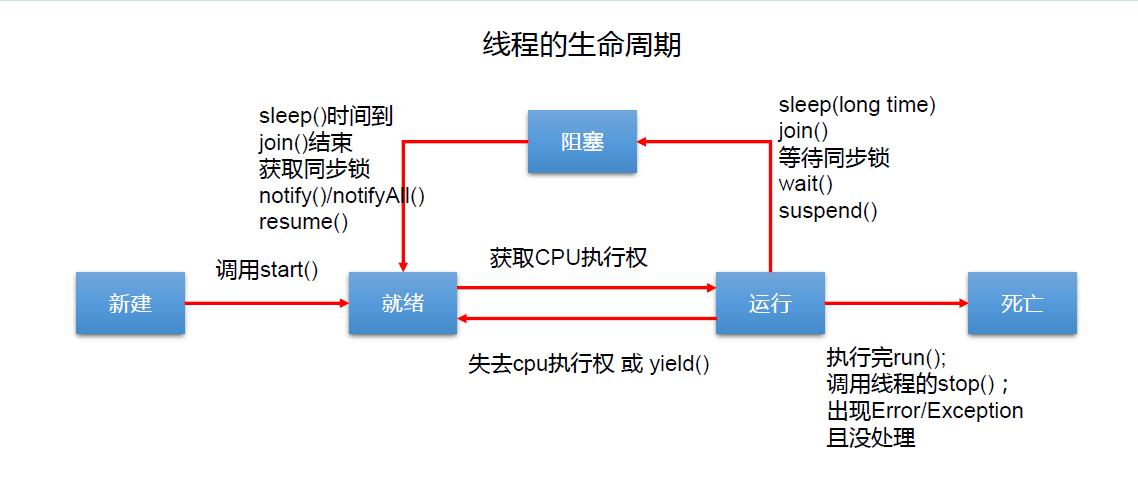 线程的生命周期
sleep()时间到
join()结束
获取同步锁
notify()/notifyAll()
resume()
阻塞
sleep(long time)
join()
等待同步锁
wait()
suspend()
调用start()
获取CPU执行权
新建
就绪
运行
死亡
失去cpu执行权 或 yield()
执行完run();
调用线程的stop() ;
出现Error/Exception
且没处理